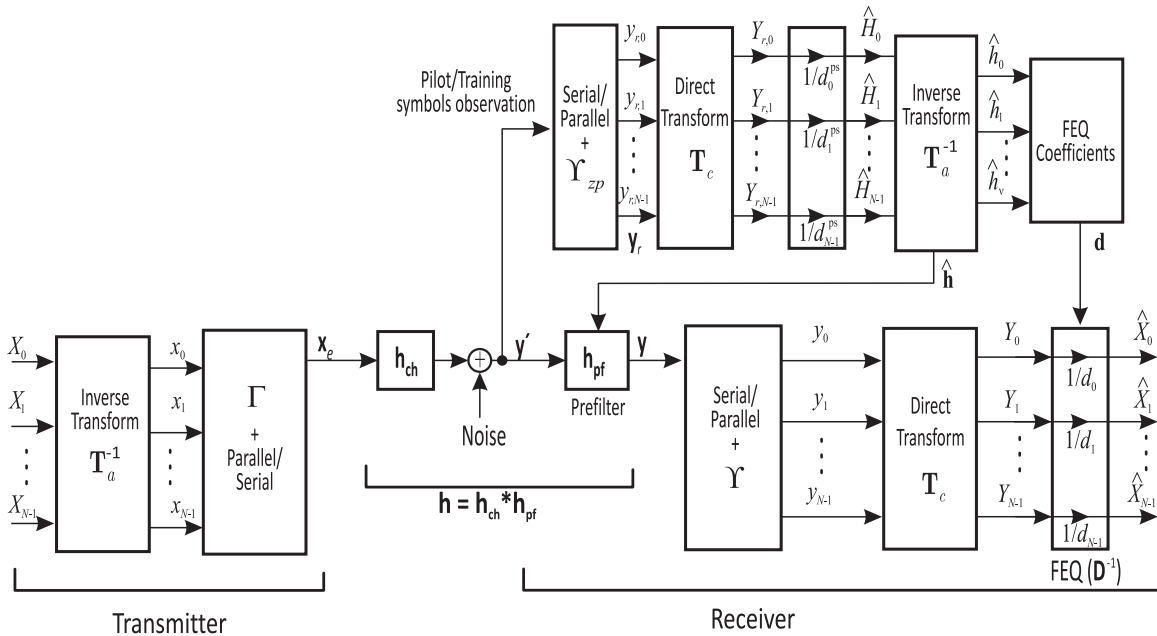 Pilot/Training
symbols observation
Serial/
Parallel
+
ϒ_zp
y_r,0
y_r,1
y_r,N-1
y_r
Direct
Transform
T_c
Y_r,0
Y_r,1
Y_r,N-1
1/d_0^ps
1/d_1^ps
1/d_N-1^ps
Ĥ_0
Ĥ_1
Ĥ_N-1
Inverse
Transform
T_a^-1
ĥ_0
ĥ_1
ĥ_ν
FEQ
Coefficients
ĥ
d
X_0
X_1
X_N-1
Inverse
Transform
T_a^-1
x_0
x_1
x_N-1
Γ
+
Parallel/
Serial
x_e
h_ch
+
Noise
y´
h_pf
Prefilter
y
h = h_ch*h_pf
Serial/
Parallel
+
ϒ
y_0
y_1
y_N-1
Direct
Transform
T_c
Y_0
Y_1
Y_N-1
1/d_0
1/d_1
1/d_N-1
X̂_0
X̂_1
X̂_N-1
FEQ (D^-1)
Transmitter
Receiver